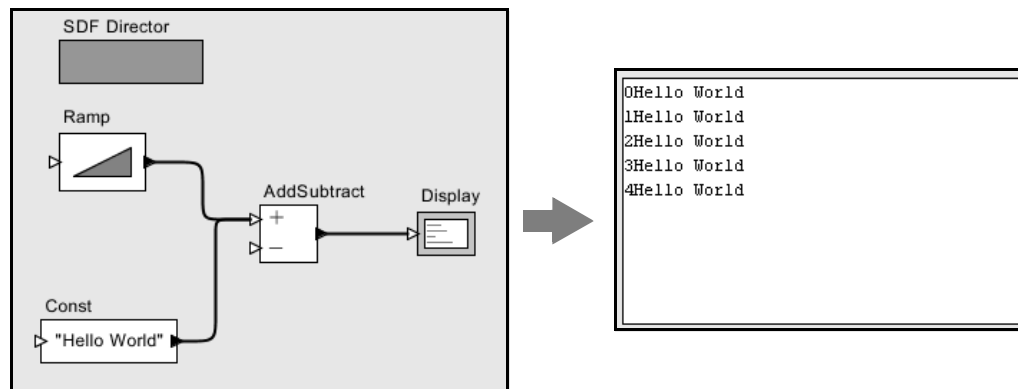 SDF Director
Ramp
AddSubtract
+
−
Display
Const
"Hello World"
0Hello World
1Hello World
2Hello World
3Hello World
4Hello World